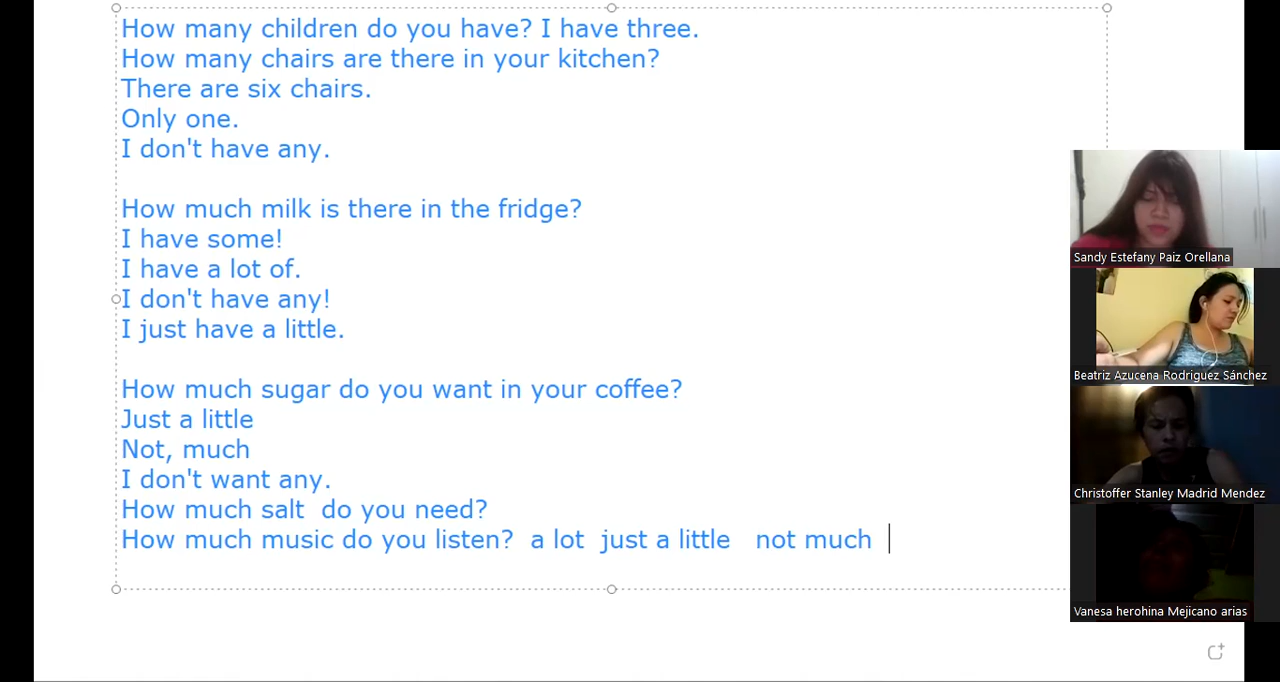 How many children do you have? I have three.
How many chairs are there in your kitchen?
There are six chairs.
Only one.
I don't have any.
How much milk is there in the fridge?
I have some!
I have a lot of.
I don't have any!
I just have a little.
How much sugar do you want in your coffee?
Just a little
Not, much
I don't want any.
How much salt  do you need?
How much music do you listen?  a lot  just a little   not much
Sandy Estefany Paiz Orellana
Beatriz Azucena Rodriguez Sánchez
Christoffer Stanley Madrid Mendez
Vanesa herohina Mejicano arias